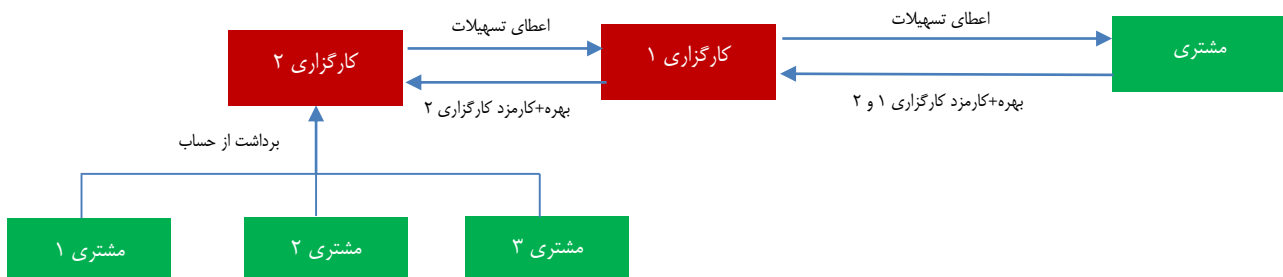 اعطای تسهیلات
اعطای تسهیلات
مشتری
کارگزاری ۱
کارگزاری ۲
بهره+کارمزد کارگزاری ۱ و ۲
بهره+کارمزد کارگزاری ۲
برداشت از حساب
مشتری ۳
مشتری ۲
مشتری ۱